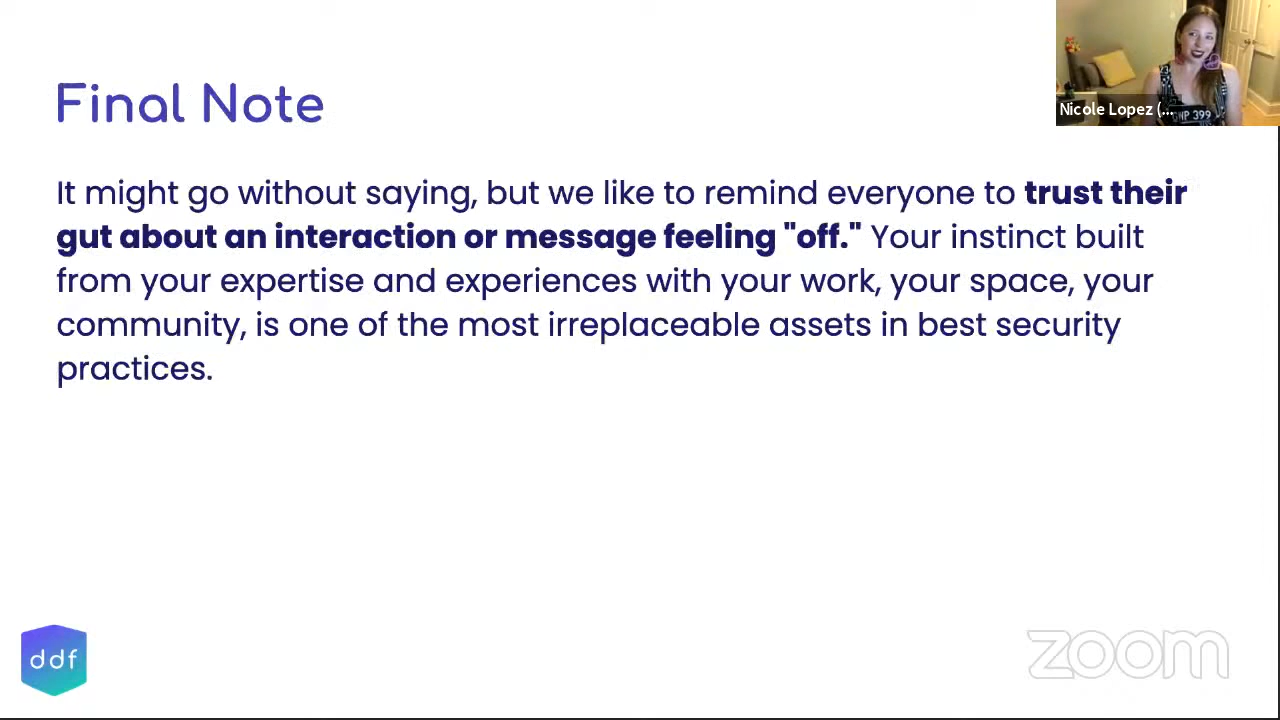 Final Note
It might go without saying, but we like to remind everyone to trust their
gut about an interaction or message feeling "off." Your instinct built
from your expertise and experiences with your work, your space, your
community, is one of the most irreplaceable assets in best security
practices.
Nicole Lopez (...
399
ddf
zoom